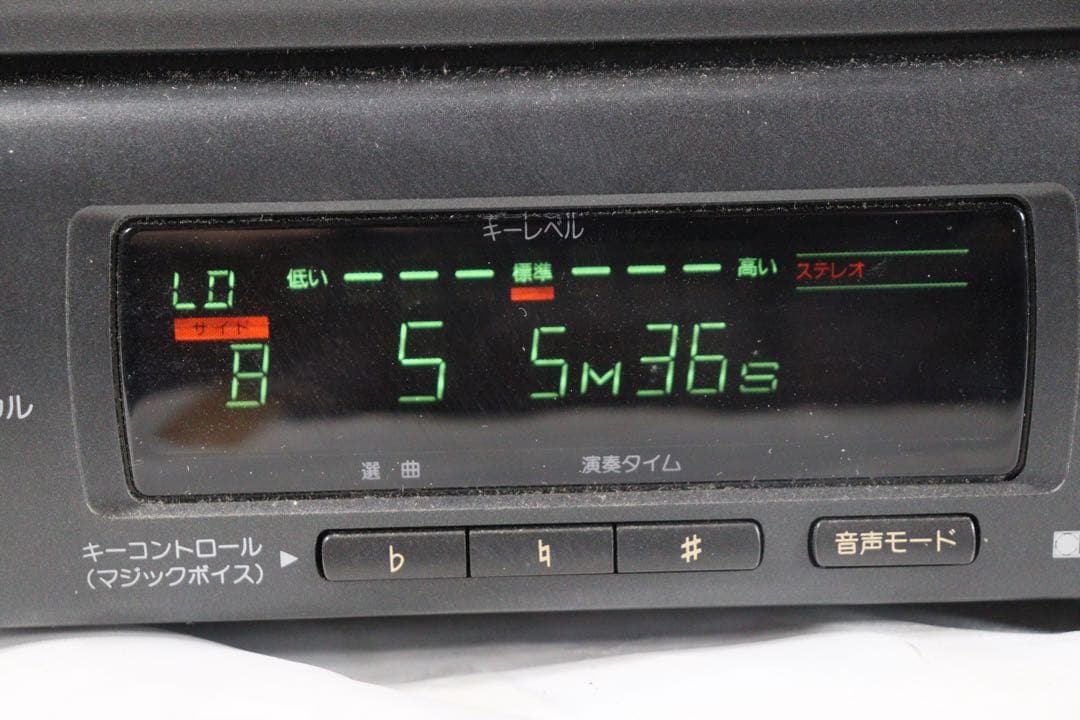 キーレベル
LD 低い 標準 高い ステレオ
サイド
B 5 5M36S
選曲 演奏タイム
ル
キーコントロール
(マジックボイス) ▶ ♭ ♮ ♯ 音声モード